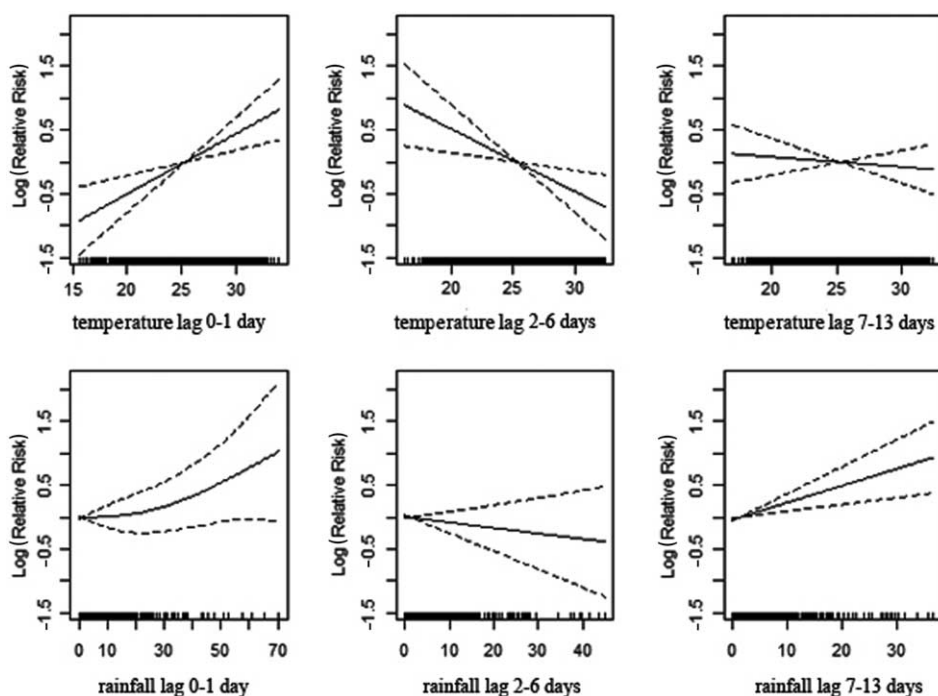 Log (Relative Risk)
1.5
0.5
-0.5
-1.5
15 20 25 30
temperature lag 0-1 day
Log (Relative Risk)
1.5
0.5
-0.5
-1.5
20 25 30
temperature lag 2-6 days
Log (Relative Risk)
1.5
0.5
-0.5
-1.5
20 25 30
temperature lag 7-13 days
Log (Relative Risk)
1.5
0.5
-0.5
-1.5
0 10 30 50 70
rainfall lag 0-1 day
Log (Relative Risk)
1.5
0.5
-0.5
-1.5
0 10 20 30 40
rainfall lag 2-6 days
Log (Relative Risk)
1.5
0.5
-0.5
-1.5
0 10 20 30
rainfall lag 7-13 days